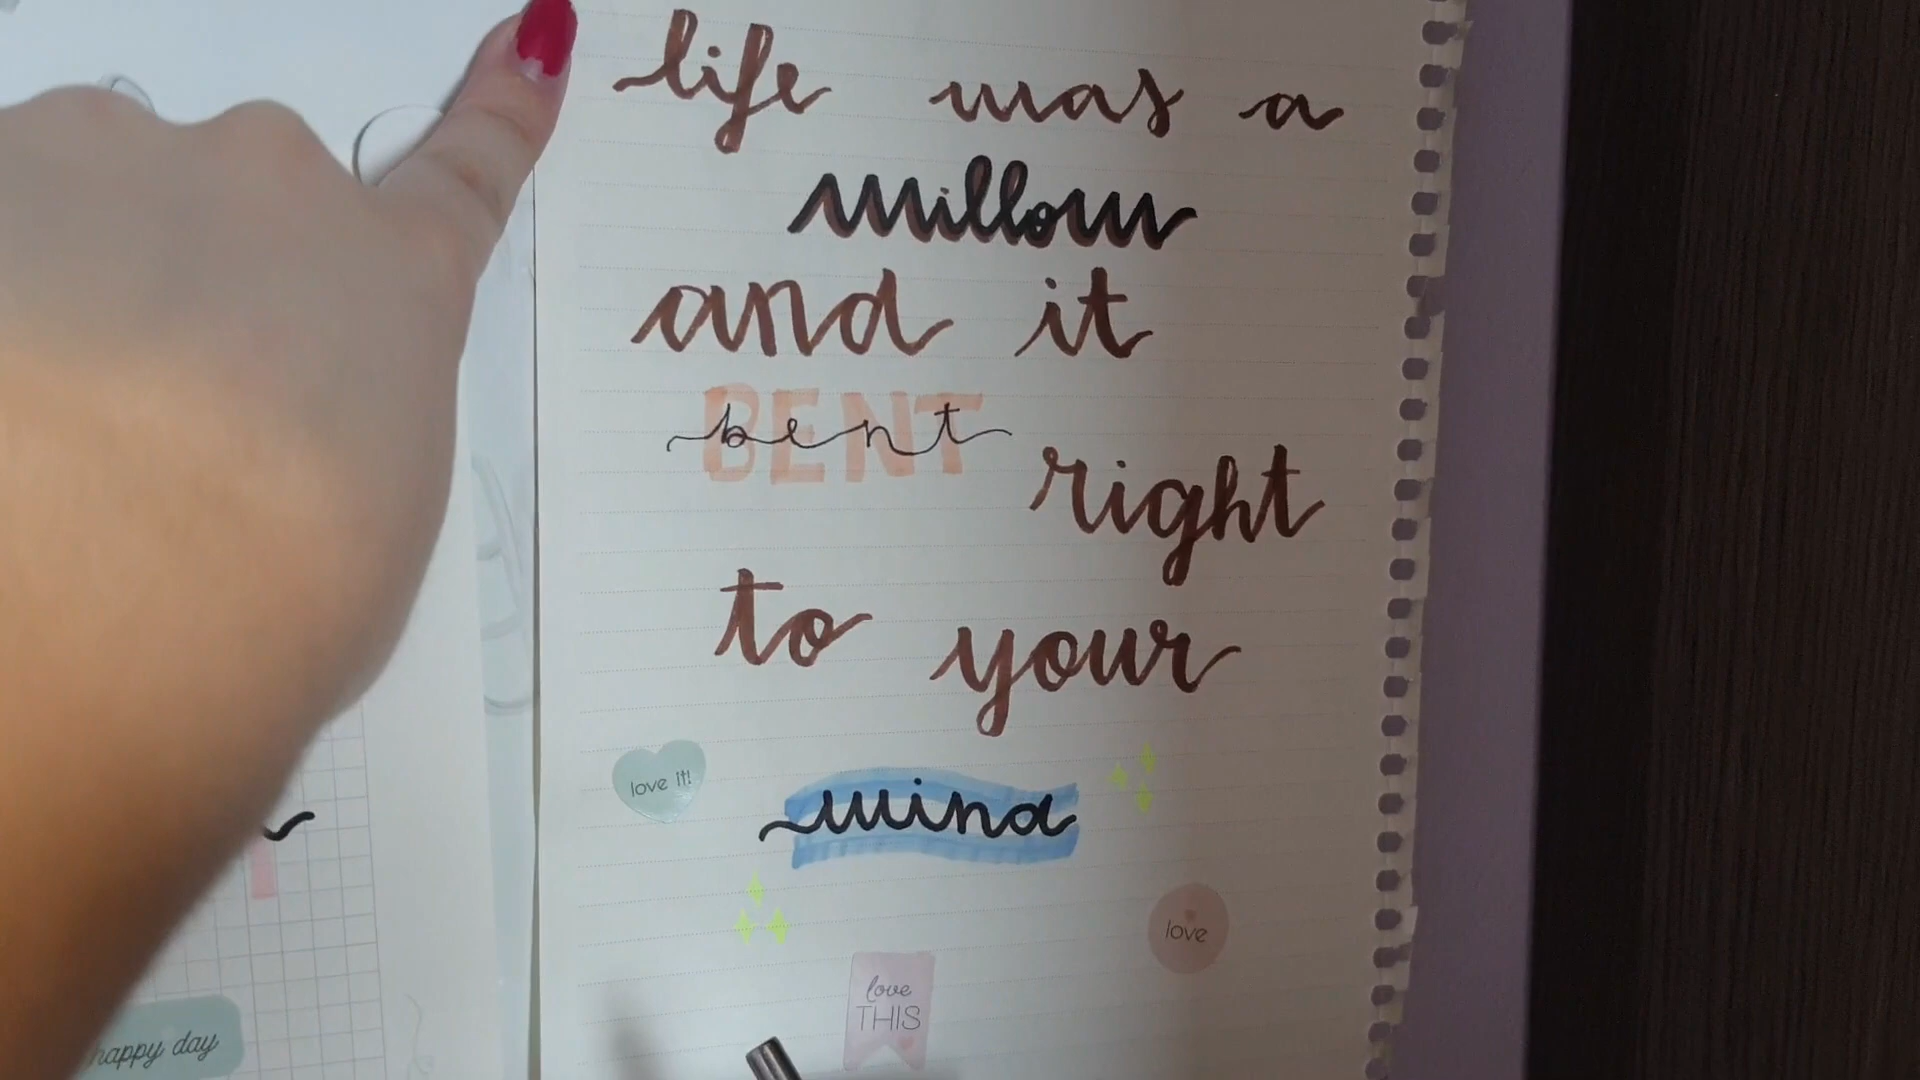 life was a
willow
and it
BENT
bent
right
to your
wind
love it!
love
love
THIS
happy day